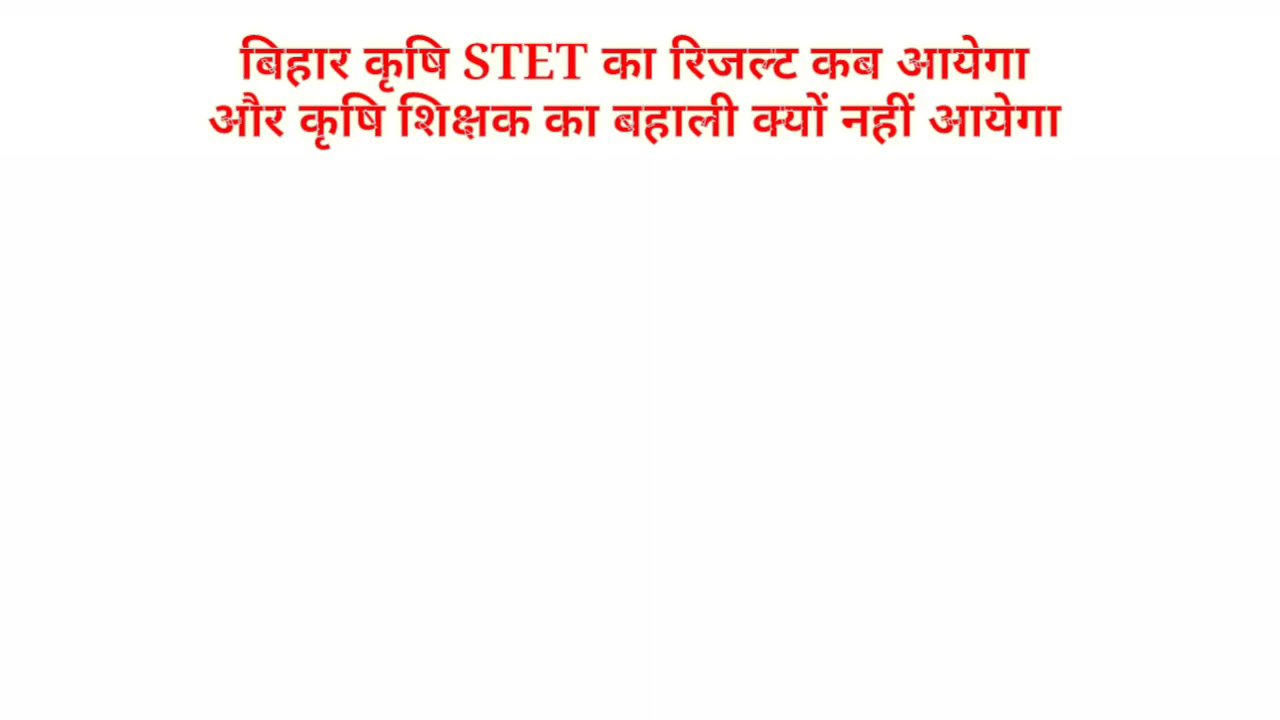 बिहार कृषि STET का रिजल्ट कब आयेगा
और कृषि शिक्षक का बहाली क्यों नहीं आयेगा